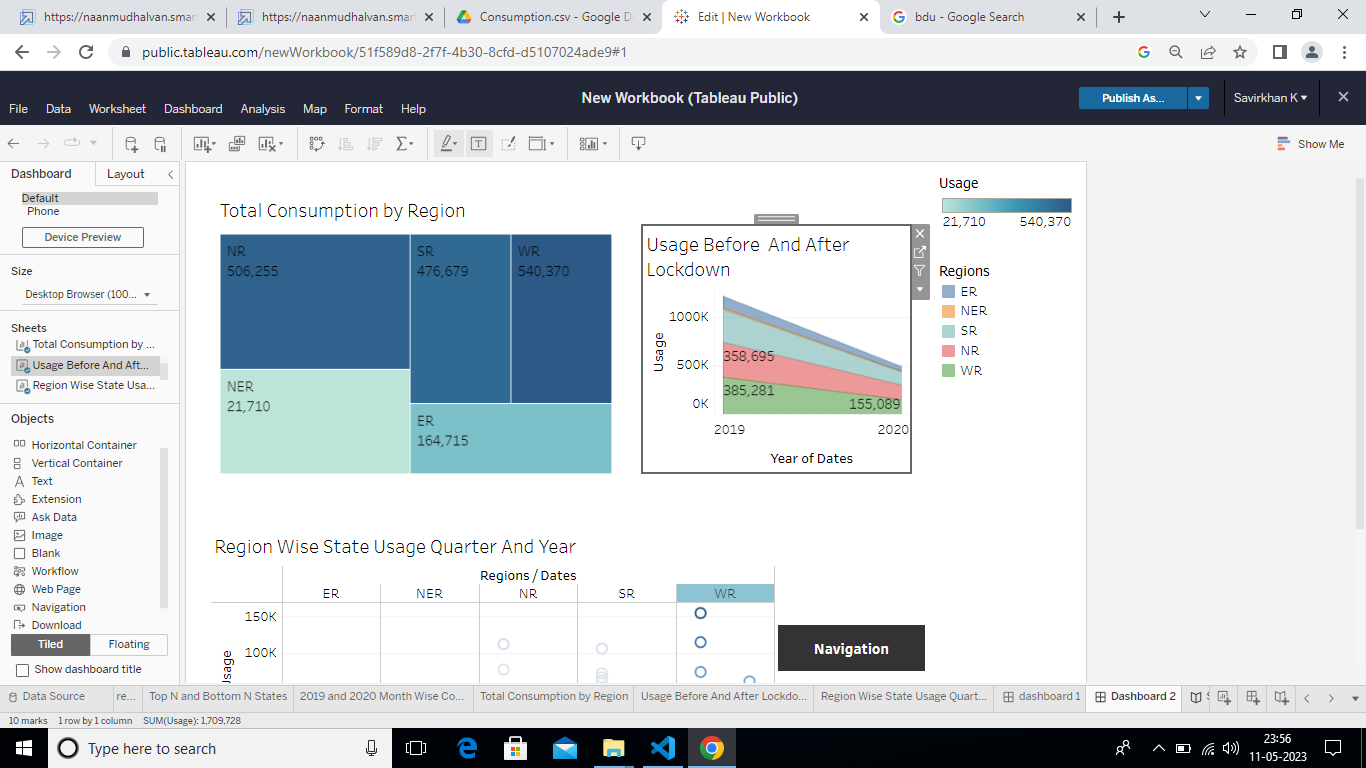 https://naanmudhalvan.smar
https://naanmudhalvan.smar
Consumption.csv - Google D
Edit | New Workbook
bdu - Google Search
public.tableau.com/newWorkbook/51f589d8-2f7f-4b30-8cfd-d5107024ade9#1
File Data Worksheet Dashboard Analysis Map Format Help
New Workbook (Tableau Public)
Publish As...
Savirkhan K
Show Me
Dashboard Layout
Default
Phone
Device Preview
Size
Desktop Browser (100...
Sheets
Total Consumption by ...
Usage Before And Aft...
Region Wise State Usa...
Objects
Horizontal Container
Vertical Container
Text
Extension
Ask Data
Image
Blank
Workflow
Web Page
Navigation
Download
Tiled Floating
Show dashboard title
Total Consumption by Region
NR
506,255
SR
476,679
WR
540,370
NER
21,710
ER
164,715
Usage Before And After
Lockdown
Usage
1000K
500K
0K
358,695
385,281
155,089
2019 2020
Year of Dates
Usage
21,710 540,370
Regions
ER
NER
SR
NR
WR
Region Wise State Usage Quarter And Year
Regions / Dates
ER NER NR SR WR
150K
100K
Navigation
Data Source re... Top N and Bottom N States 2019 and 2020 Month Wise Co... Total Consumption by Region Usage Before And After Lockdo... Region Wise State Usage Quart... dashboard 1 Dashboard 2
10 marks 1 row by 1 column SUM(Usage): 1,709,728
Type here to search
23:56
11-05-2023